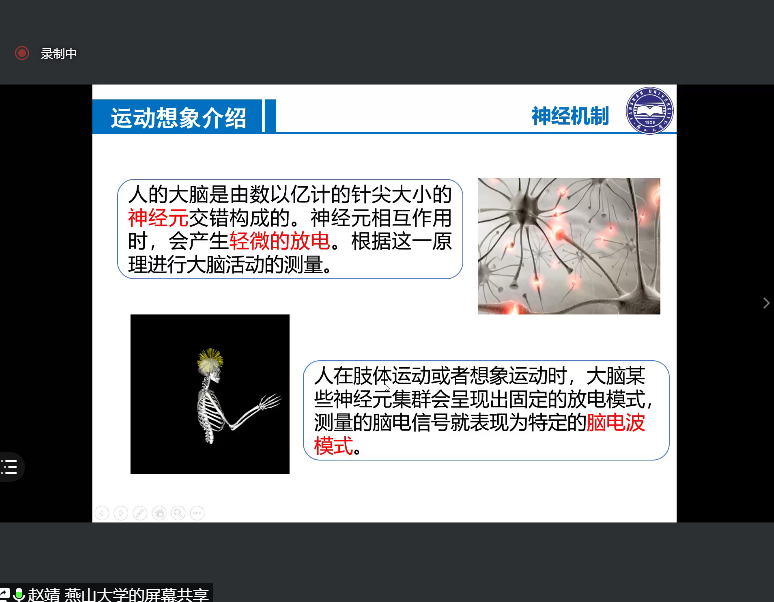 录制中
运动想象介绍
神经机制
人的大脑是由数以亿计的针尖大小的
神经元交错构成的。神经元相互作用
时，会产生轻微的放电。根据这一原
理进行大脑活动的测量。
人在肢体运动或者想象运动时，大脑某
些神经元集群会呈现出固定的放电模式，
测量的脑电信号就表现为特定的脑电波
模式。
赵靖 燕山大学的屏幕共享